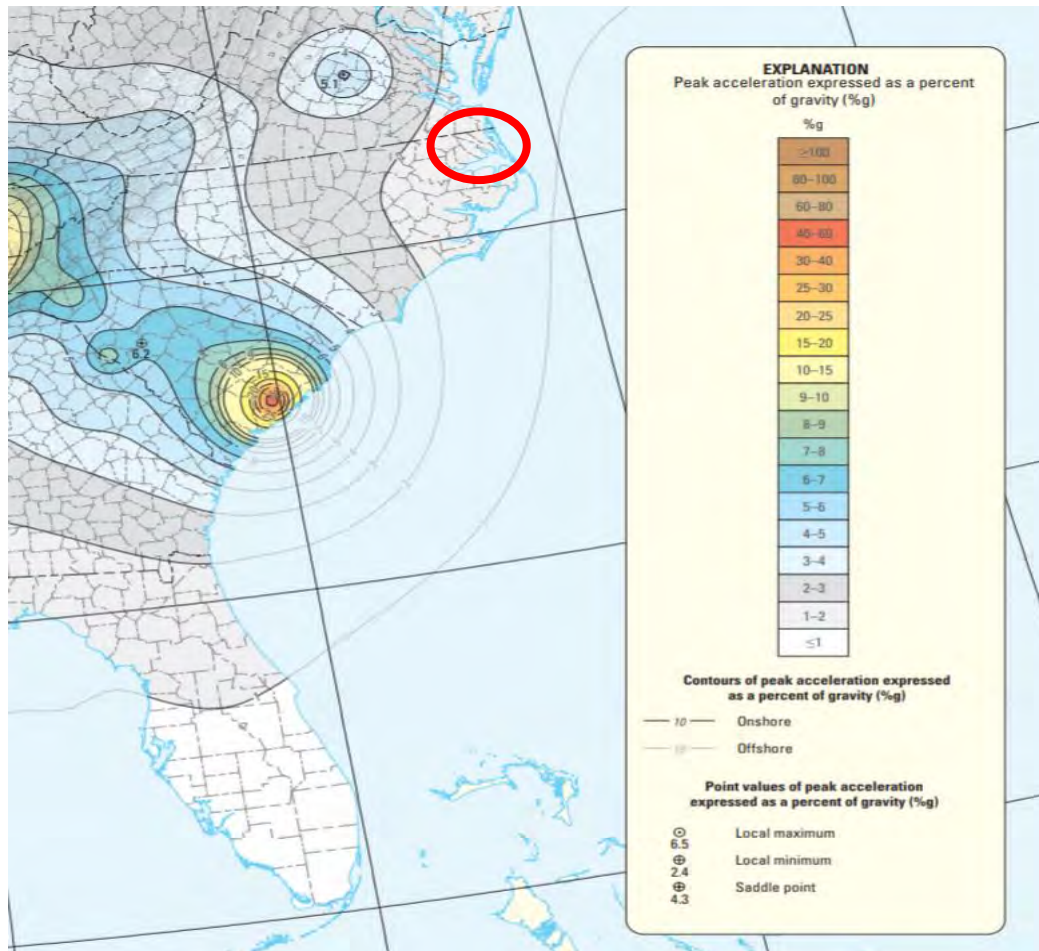 5.1
6.2
10
15
EXPLANATION
Peak acceleration expressed as a percent
of gravity (%g)
%g
≥100
80–100
60–80
40–60
30–40
25–30
20–25
15–20
10–15
9–10
8–9
7–8
6–7
5–6
4–5
3–4
2–3
1–2
≤1
Contours of peak acceleration expressed
as a percent of gravity (%g)
10 Onshore
10 Offshore
Point values of peak acceleration
expressed as a percent of gravity (%g)
Local maximum
6.5
Local minimum
2.4
Saddle point
4.3